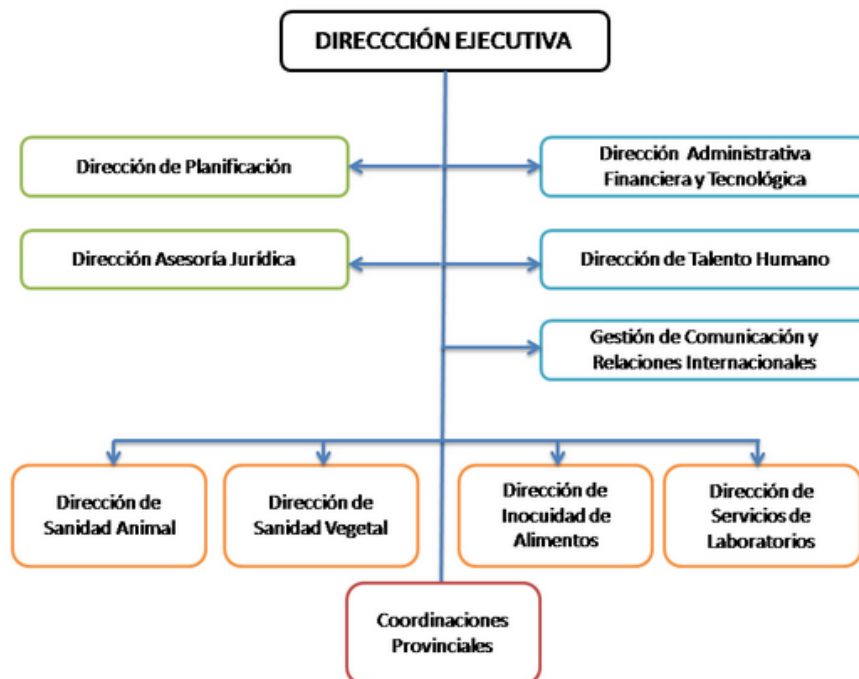 DIRECCCIÓN EJECUTIVA
Dirección de Planificación
Dirección Administrativa
Financiera y Tecnológica
Dirección Asesoría Jurídica
Dirección de Talento Humano
Gestión de Comunicación y
Relaciones Internacionales
Dirección de
Sanidad Animal
Dirección de
Sanidad Vegetal
Dirección de
Inocuidad de
Alimentos
Dirección de
Servicios de
Laboratorios
Coordinaciones
Provinciales